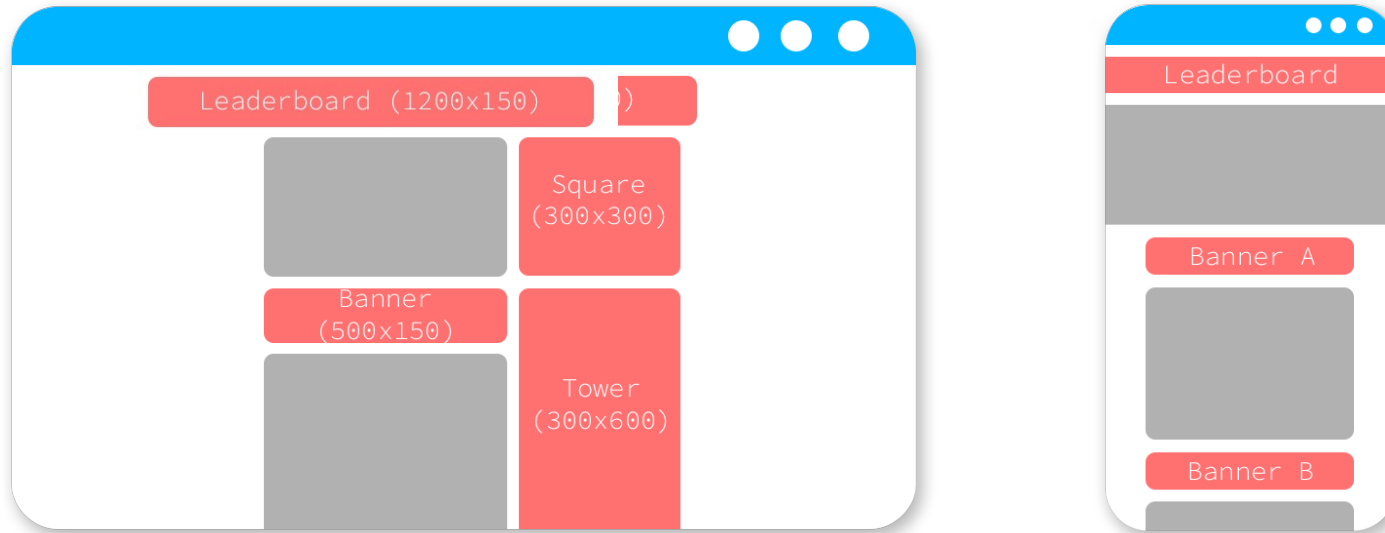 Leaderboard (1200x150)
)
Square
(300x300)
Banner
(500x150)
Tower
(300x600)
Leaderboard
Banner A
Banner B